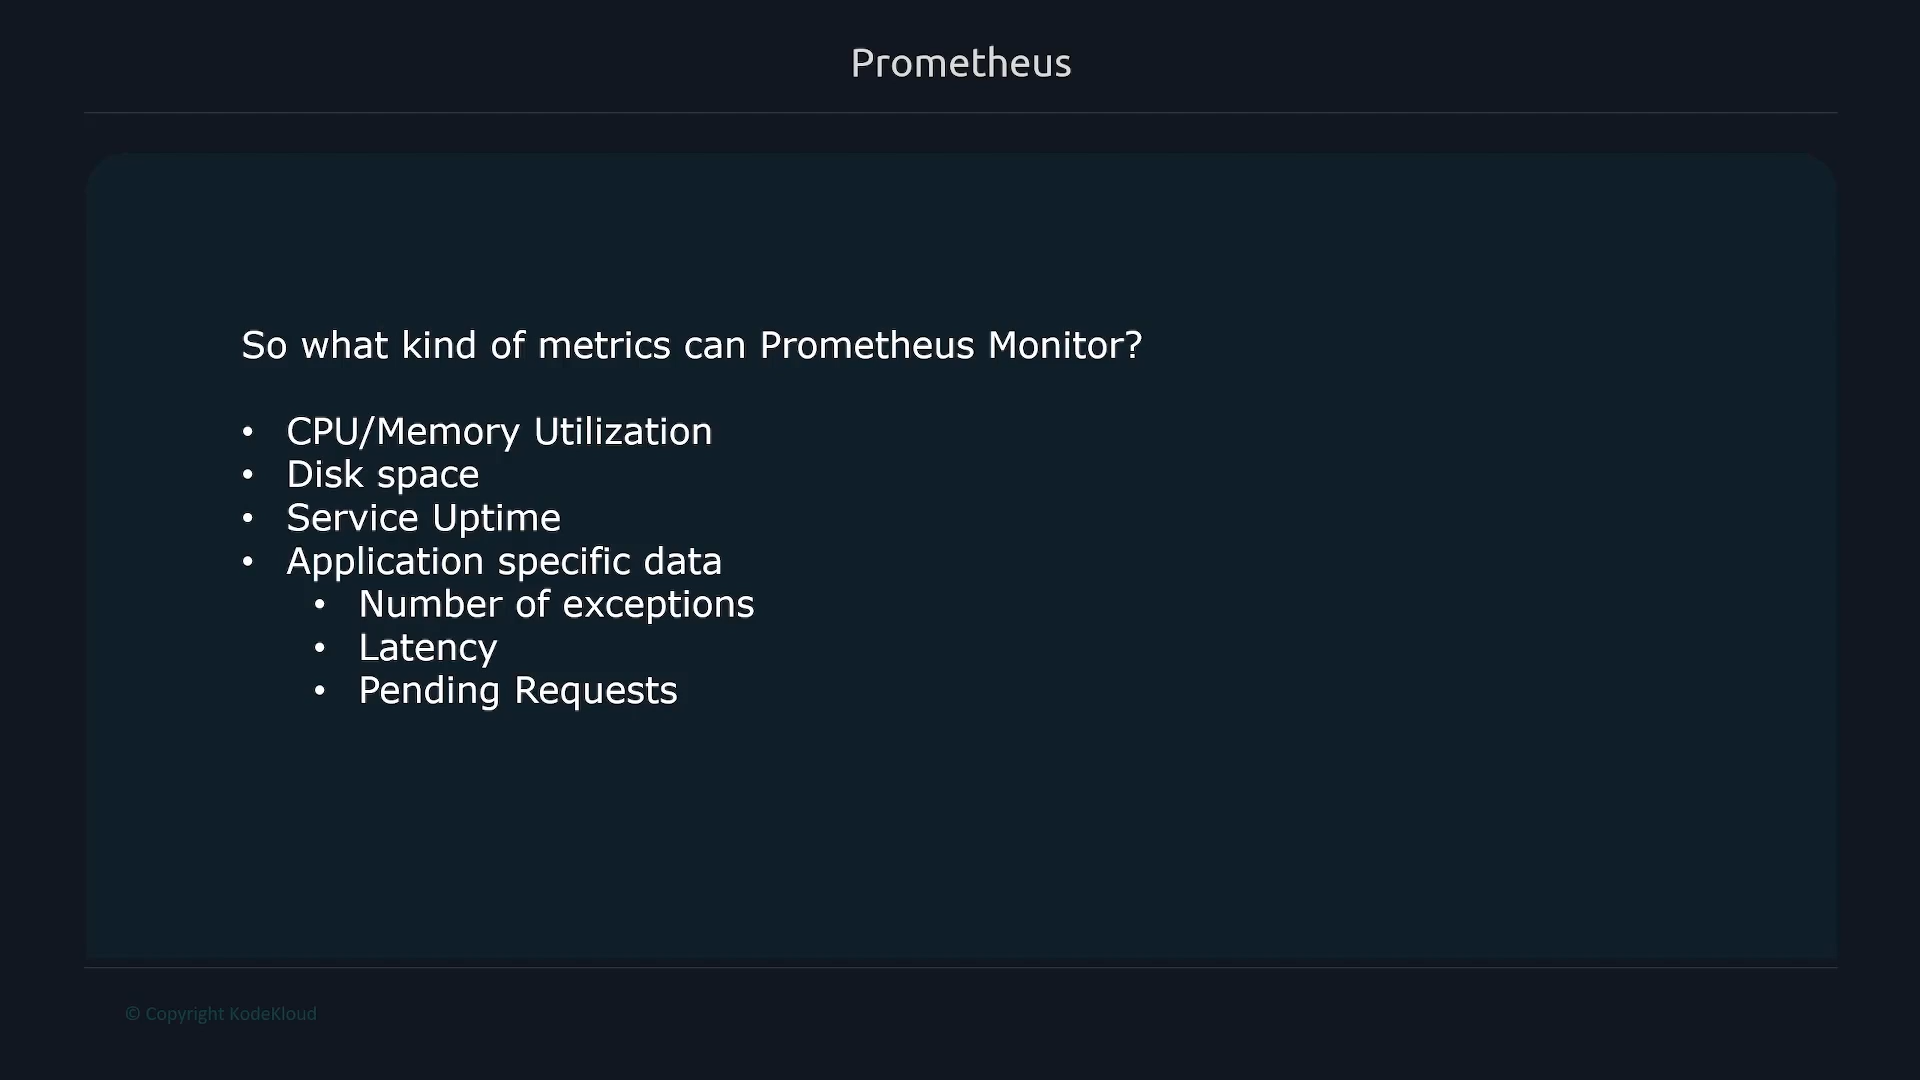 Prometheus
So what kind of metrics can Prometheus Monitor?
• CPU/Memory Utilization
• Disk space
• Service Uptime
• Application specific data
• Number of exceptions
• Latency
• Pending Requests
© Copyright KodeKloud